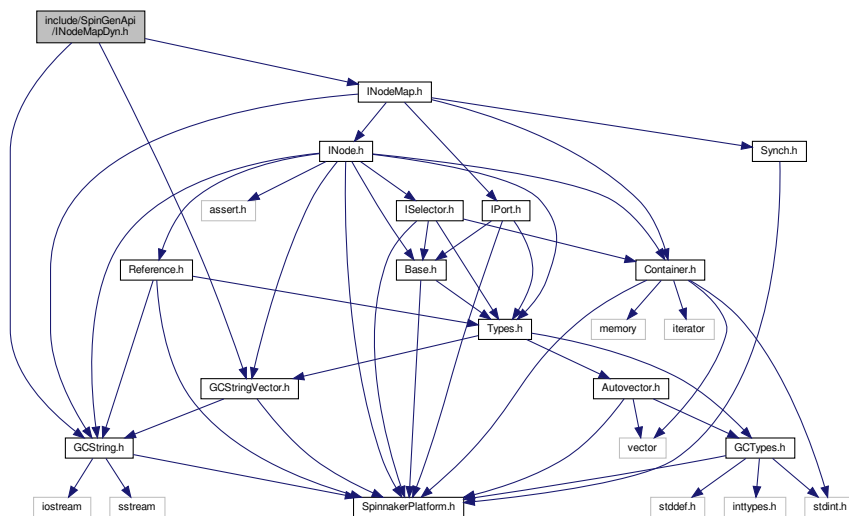 include/SpinGenApi
/INodeMapDyn.h
INodeMap.h
INode.h
Synch.h
assert.h
ISelector.h
IPort.h
Reference.h
Base.h
Container.h
Types.h
memory
iterator
GCStringVector.h
Autovector.h
GCString.h
vector
GCTypes.h
iostream
sstream
SpinnakerPlatform.h
stddef.h
inttypes.h
stdint.h